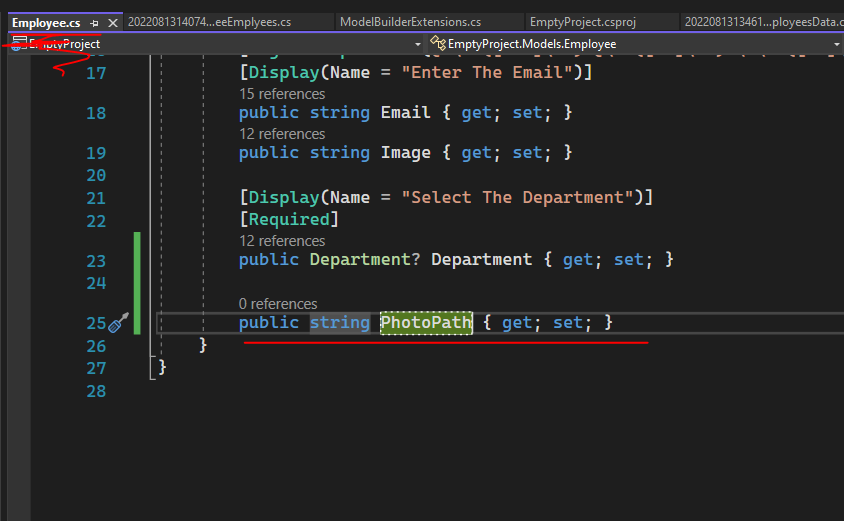 Employee.cs
2022081314074...eeEmplyees.cs
ModelBuilderExtensions.cs
EmptyProject.csproj
2022081313461...ployeesData.c
EmptyProject
EmptyProject.Models.Employee
17 [Display(Name = "Enter The Email")]
15 references
18 public string Email { get; set; }
12 references
19 public string Image { get; set; }
20
21 [Display(Name = "Select The Department")]
22 [Required]
12 references
23 public Department? Department { get; set; }
24
0 references
25 public string PhotoPath { get; set; }
26 }
27 }
28